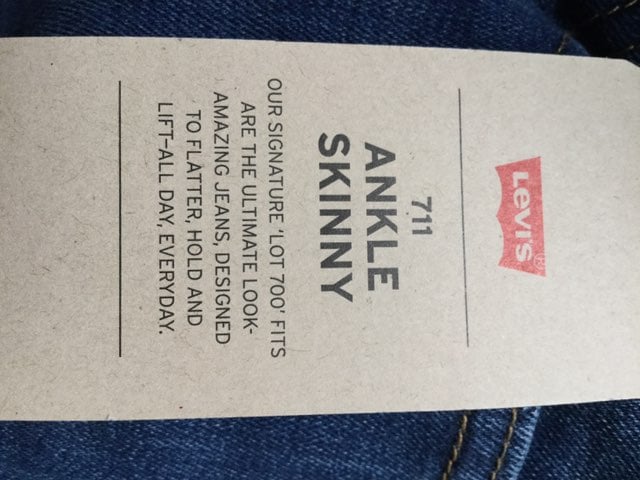 Levi's®
711
ANKLE
SKINNY
OUR SIGNATURE 'LOT 700' FITS
ARE THE ULTIMATE LOOK-
AMAZING JEANS, DESIGNED
TO FLATTER, HOLD AND
LIFT–ALL DAY, EVERYDAY.